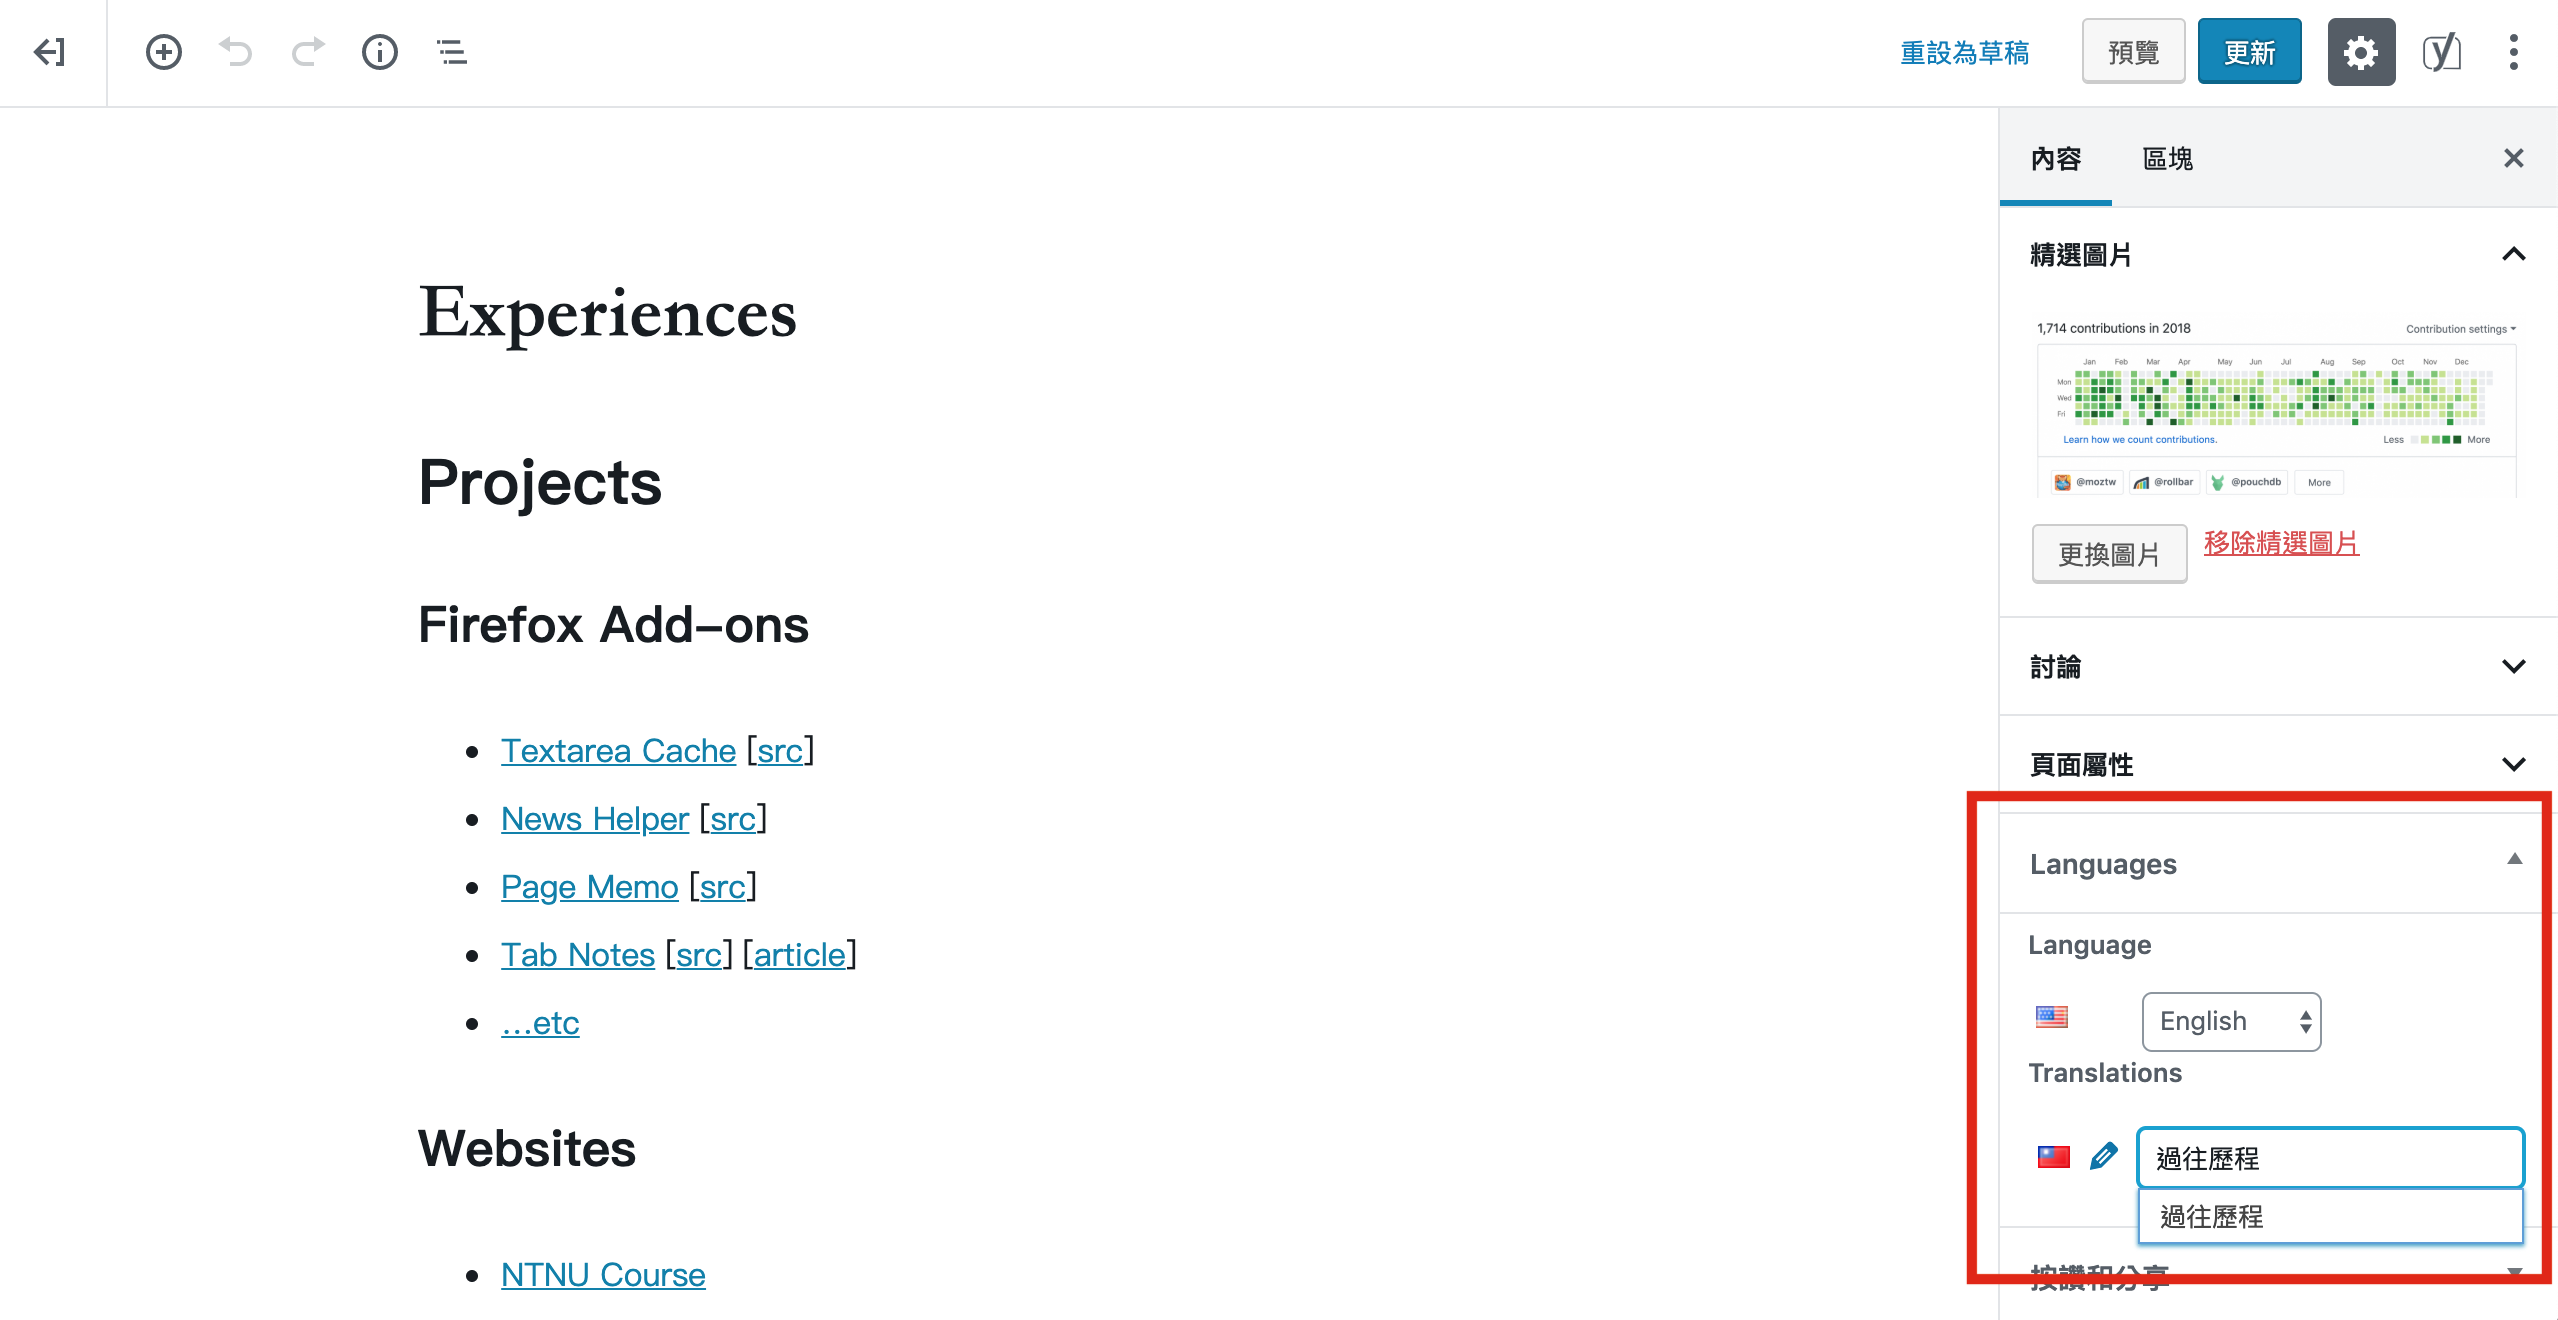 重設為草稿
預覽
更新
內容
區塊
精選圖片
1,714 contributions in 2018
Contribution settings
Jan Feb Mar Apr May Jun Jul Aug Sep Oct Nov Dec
Mon
Wed
Fri
Learn how we count contributions.
Less
More
@moztw
@rollbar
@pouchdb
More
更換圖片
移除精選圖片
討論
頁面屬性
Languages
Language
English
Translations
過往歷程
過往歷程
按讚和分享
Experiences
Projects
Firefox Add-ons
Textarea Cache [src]
News Helper [src]
Page Memo [src]
Tab Notes [src] [article]
...etc
Websites
NTNU Course